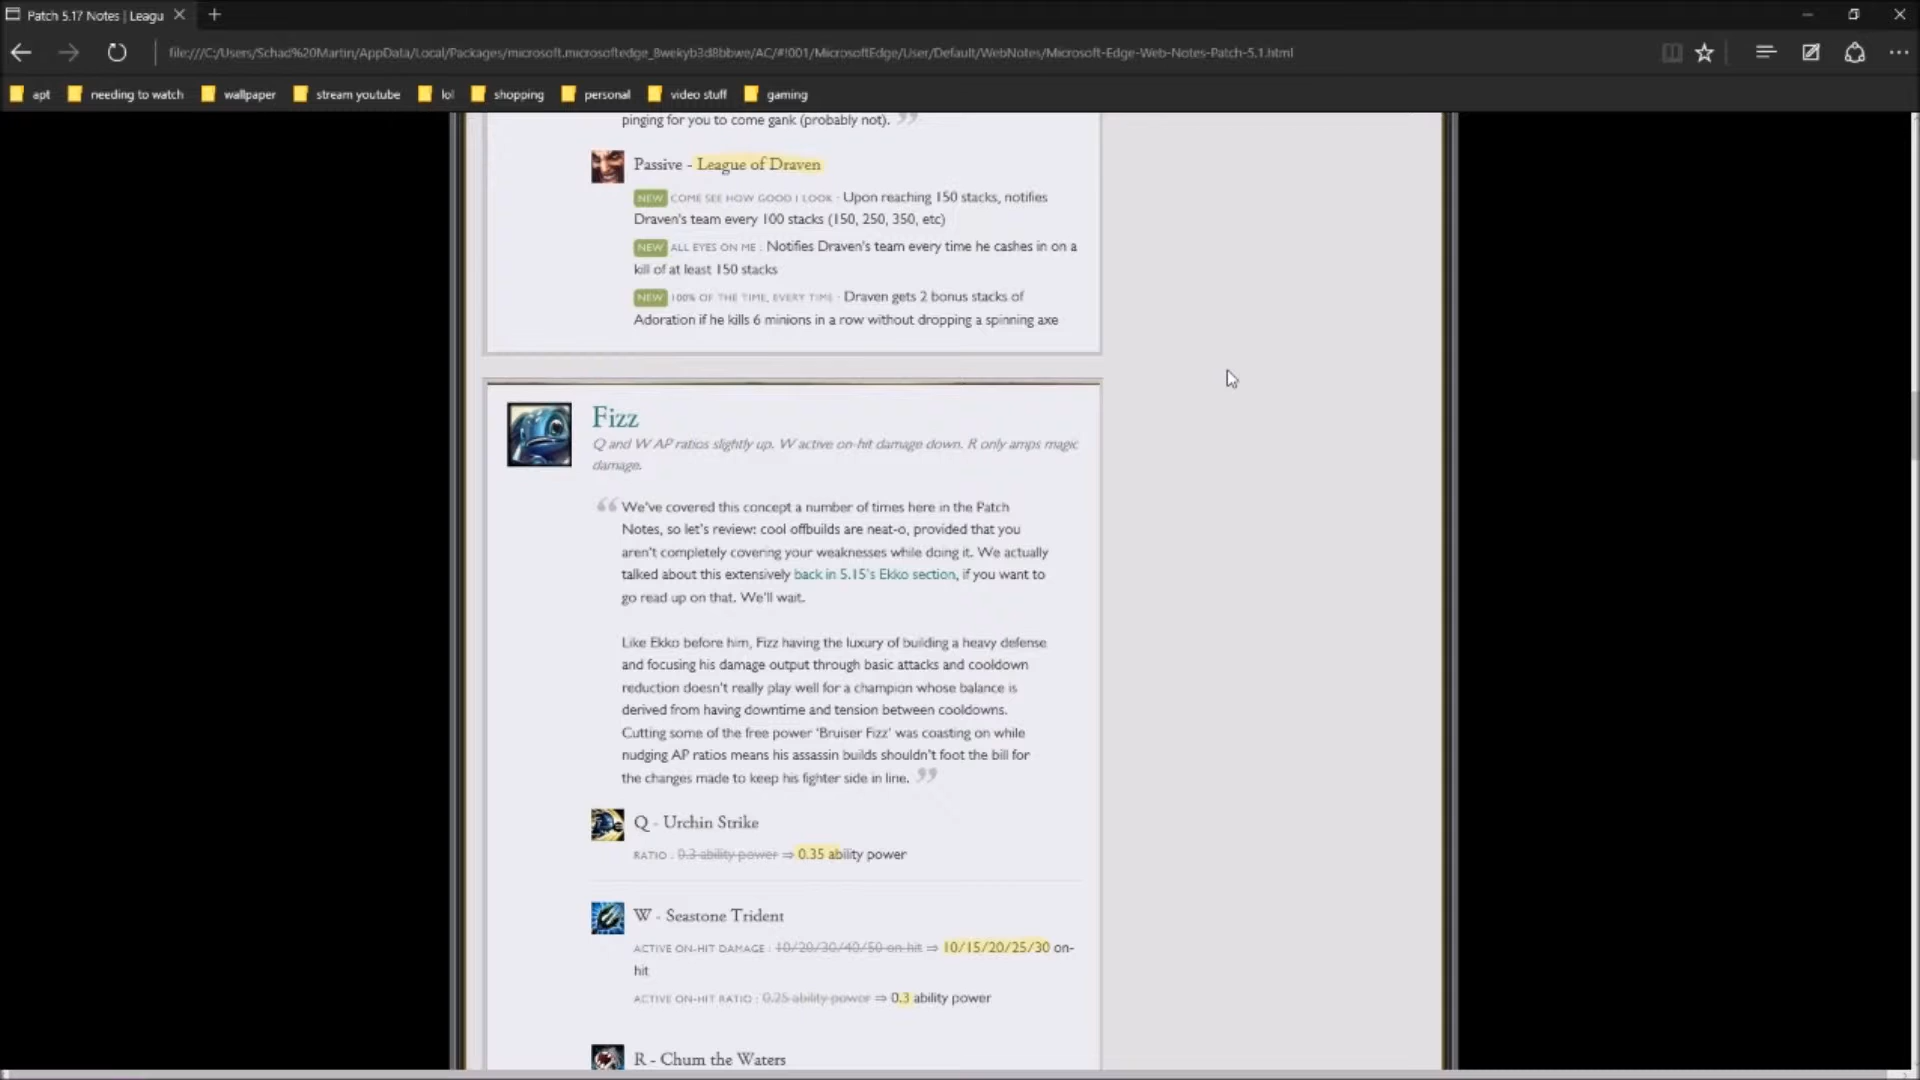 Patch 5.17 Notes | Leagu
file:///C:/Users/Schad%20Martin/AppData/Local/Packages/microsoft.microsoftedge_8wekyb3d8bbwe/AC/#!001/MicrosoftEdge/User/Default/WebNotes/Microsoft-Edge-Web-Notes-Patch-5.1.html
apt needing to watch wallpaper stream youtube lol shopping personal video stuff gaming
pinging for you to come gank (probably not). ”
Passive - League of Draven
NEW COME SEE HOW GOOD I LOOK : Upon reaching 150 stacks, notifies
Draven's team every 100 stacks (150, 250, 350, etc)
NEW ALL EYES ON ME : Notifies Draven's team every time he cashes in on a
kill of at least 150 stacks
NEW 100% OF THE TIME, EVERY TIME : Draven gets 2 bonus stacks of
Adoration if he kills 6 minions in a row without dropping a spinning axe
Fizz
Q and W AP ratios slightly up. W active on-hit damage down. R only amps magic
damage.
“ We've covered this concept a number of times here in the Patch
Notes, so let's review: cool offbuilds are neat-o, provided that you
aren't completely covering your weaknesses while doing it. We actually
talked about this extensively back in 5.15's Ekko section, if you want to
go read up on that. We'll wait.
Like Ekko before him, Fizz having the luxury of building a heavy defense
and focusing his damage output through basic attacks and cooldown
reduction doesn't really play well for a champion whose balance is
derived from having downtime and tension between cooldowns.
Cutting some of the free power 'Bruiser Fizz' was coasting on while
nudging AP ratios means his assassin builds shouldn't foot the bill for
the changes made to keep his fighter side in line. ”
Q - Urchin Strike
RATIO : 0.3 ability power ⇒ 0.35 ability power
W - Seastone Trident
ACTIVE ON-HIT DAMAGE : 10/20/30/40/50 on-hit ⇒ 10/15/20/25/30 on-
hit
ACTIVE ON-HIT RATIO : 0.25 ability power ⇒ 0.3 ability power
R - Chum the Waters